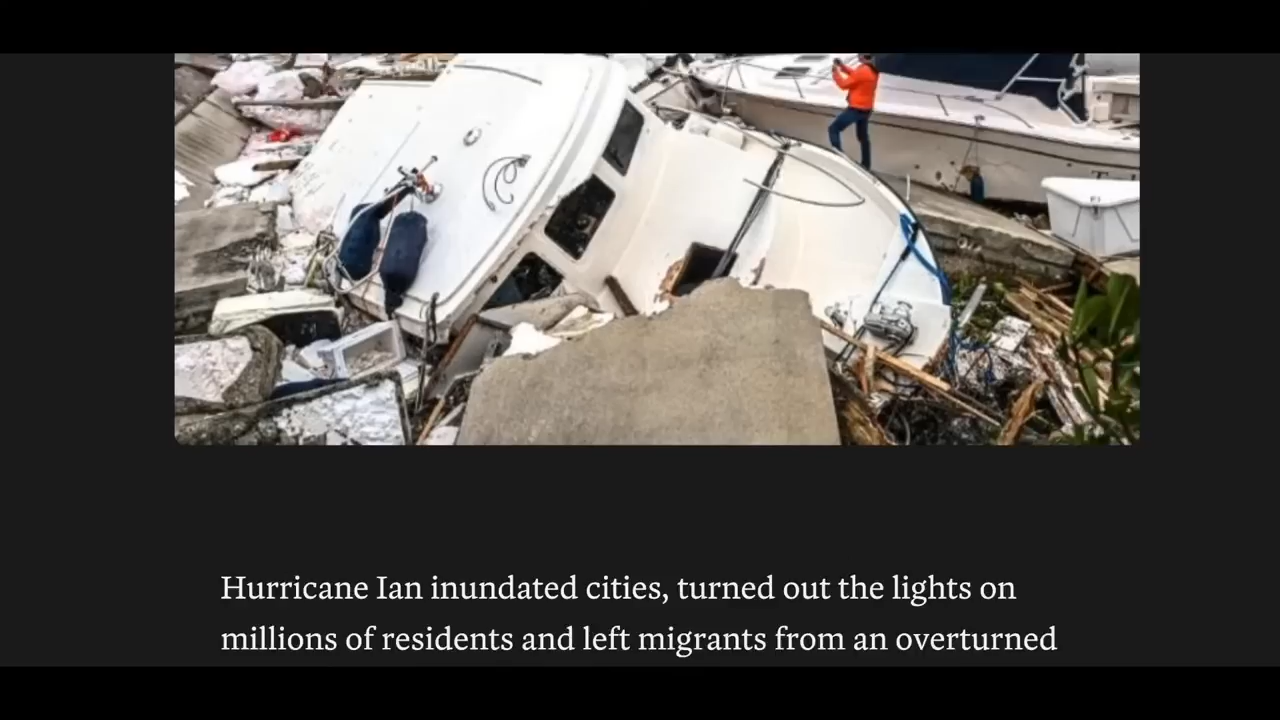 Hurricane Ian inundated cities, turned out the lights on
millions of residents and left migrants from an overturned